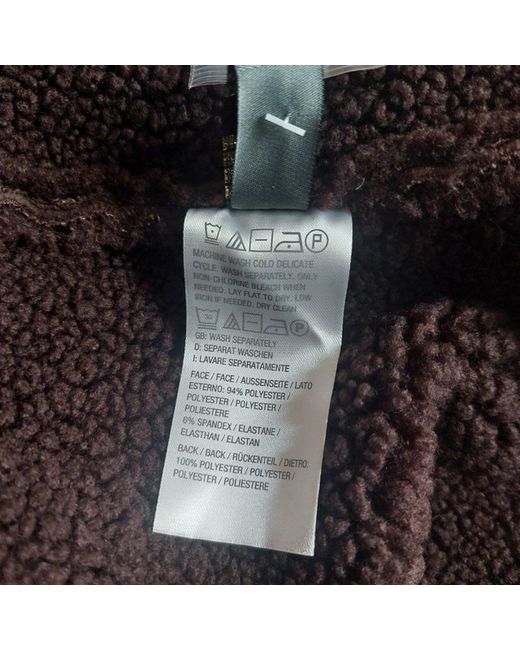 P
MACHINE WASH COLD DELICATE
CYCLE. WASH SEPARATELY. ONLY
NON-CHLORINE BLEACH WHEN
NEEDED. LAY FLAT TO DRY. LOW
IRON IF NEEDED. DRY CLEAN
30
GB: WASH SEPARATELY
D: SEPARAT WASCHEN
I: LAVARE SEPARATAMENTE
FACE / FACE / AUSSENSEITE / LATO
ESTERNO: 94% POLYESTER /
POLYESTER / POLYESTER /
POLIESTERE
6% SPANDEX / ELASTANE /
ELASTHAN / ELASTAN
BACK / BACK / RÜCKENTEIL / DIETRO:
100% POLYESTER / POLYESTER /
POLYESTER / POLIESTERE